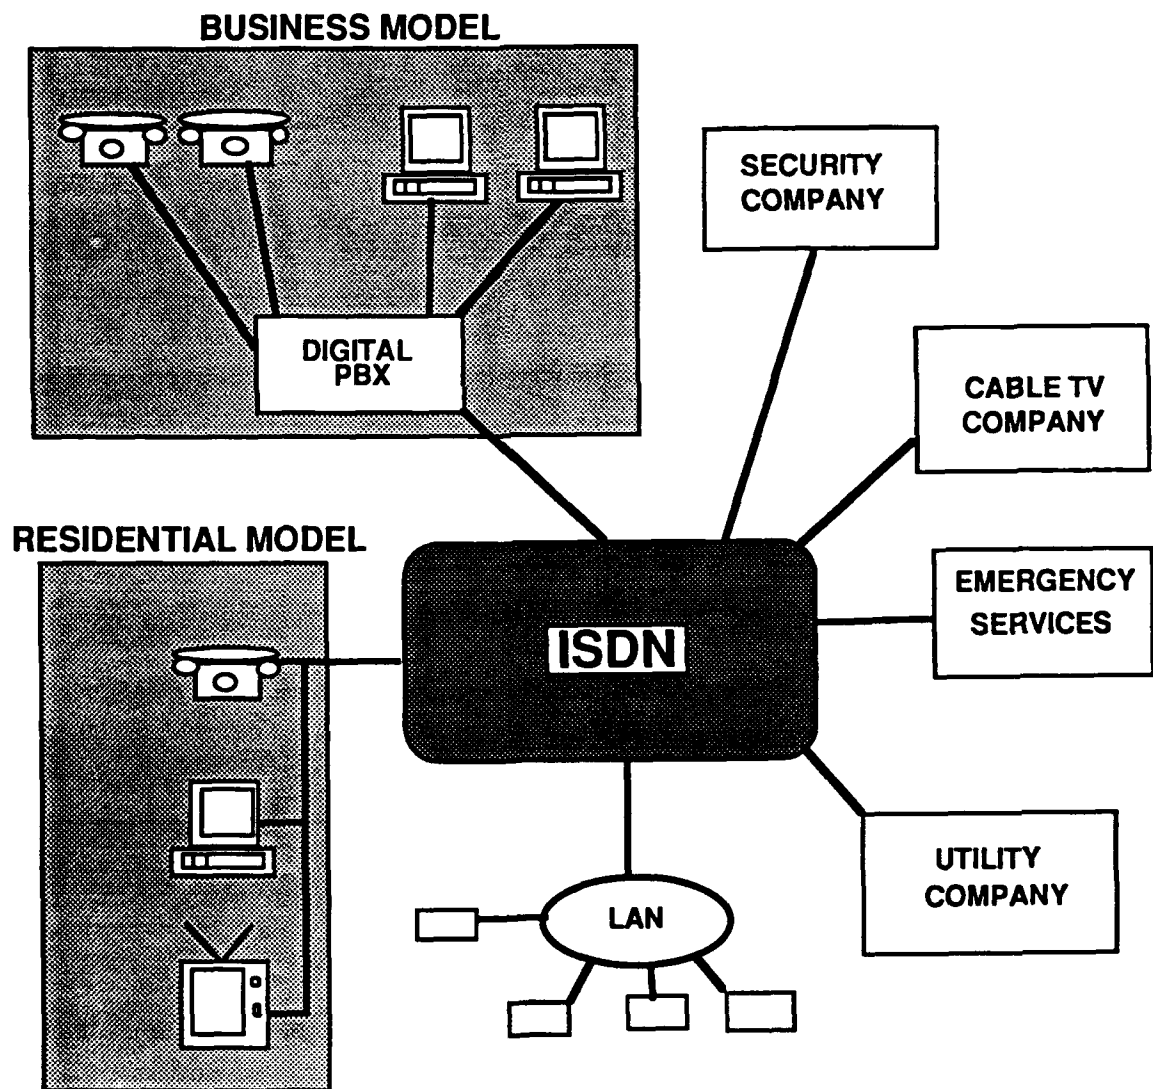 BUSINESS MODEL
DIGITAL
PBX
SECURITY
COMPANY
CABLE TV
COMPANY
RESIDENTIAL MODEL
ISDN
EMERGENCY
SERVICES
UTILITY
COMPANY
LAN